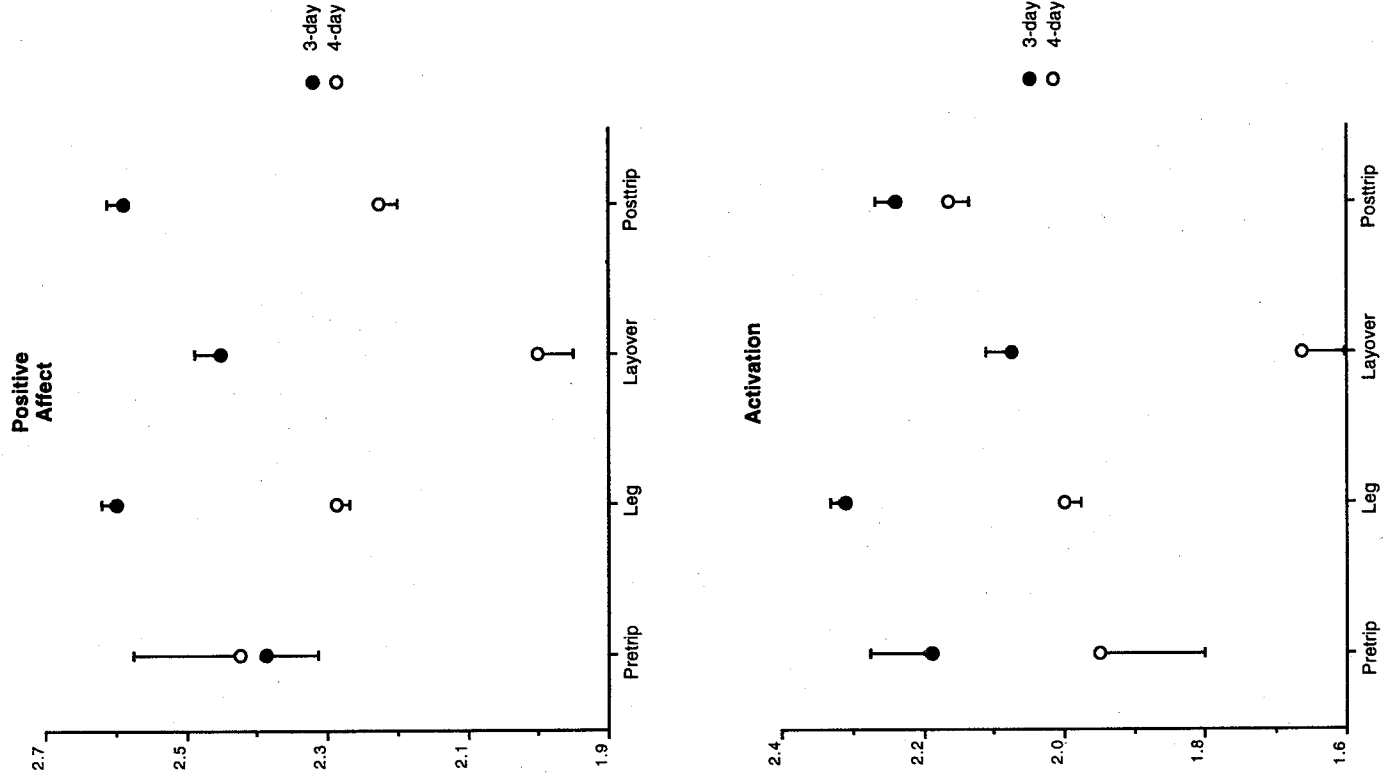 Positive
Affect
2.7
2.5
2.3
2.1
1.9
Pretrip
Leg
Layover
Posttrip
3-day
4-day
Activation
2.4
2.2
2.0
1.8
1.6
Pretrip
Leg
Layover
Posttrip
3-day
4-day